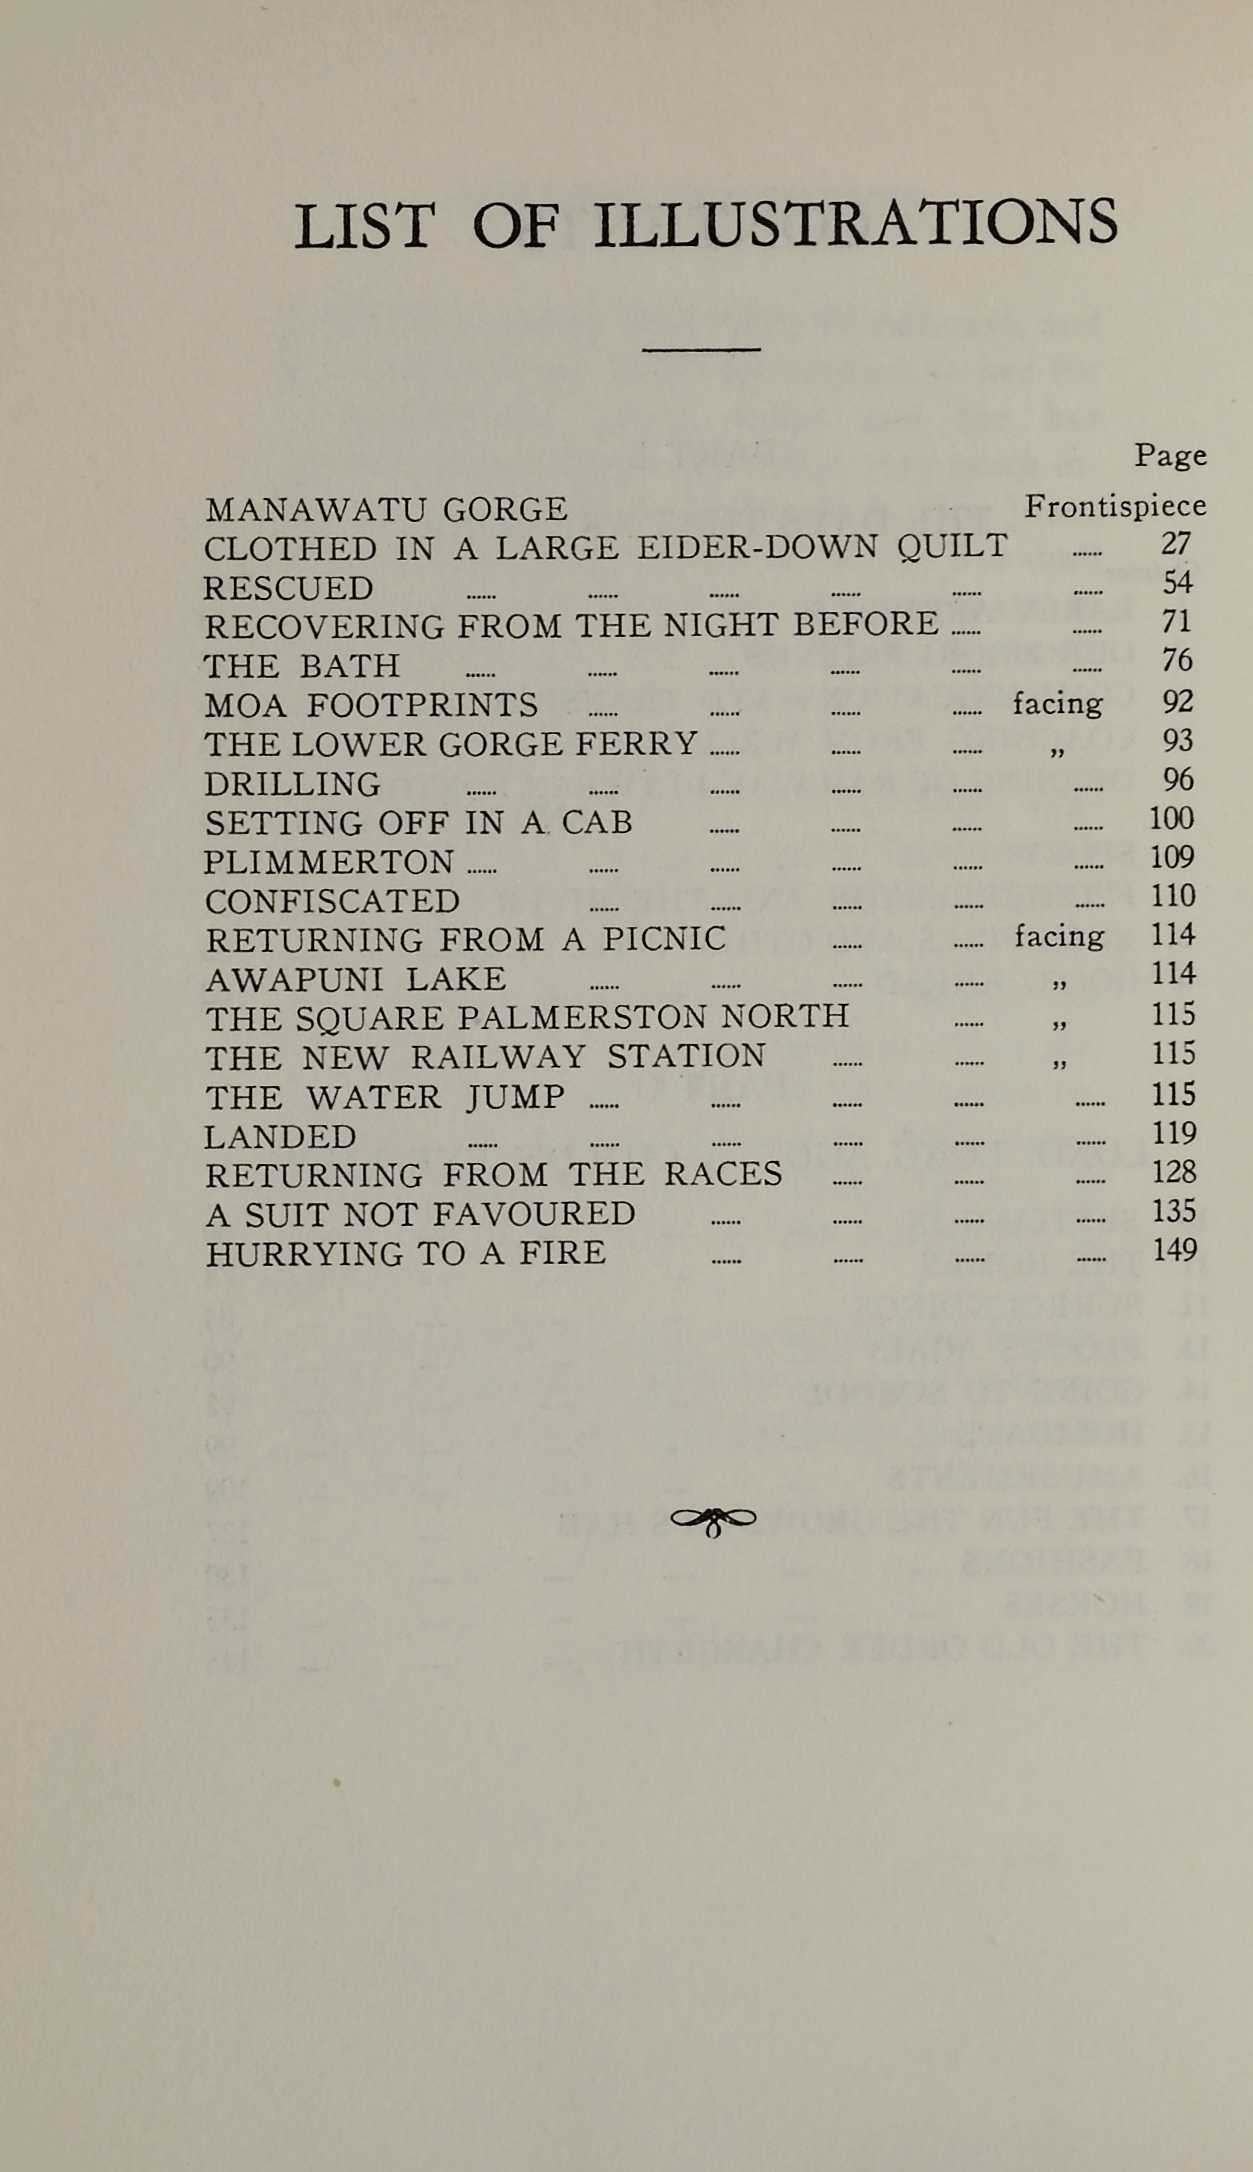 LIST OF ILLUSTRATIONS
Page
MANAWATU GORGE Frontispiece
CLOTHED IN A LARGE EIDER-DOWN QUILT ...... 27
RESCUED ...... ...... ...... ...... ...... ...... 54
RECOVERING FROM THE NIGHT BEFORE ...... ...... 71
THE BATH ...... ...... ...... ...... ...... ...... 76
MOA FOOTPRINTS ...... ...... ...... ...... facing 92
THE LOWER GORGE FERRY ...... ...... ...... „ 93
DRILLING ...... ...... ...... ...... ...... ...... 96
SETTING OFF IN A CAB ...... ...... ...... ...... 100
PLIMMERTON ...... ...... ...... ...... ...... ...... 109
CONFISCATED ...... ...... ...... ...... ...... 110
RETURNING FROM A PICNIC ...... ...... facing 114
AWAPUNI LAKE ...... ...... ...... ...... „ 114
THE SQUARE PALMERSTON NORTH ...... „ 115
THE NEW RAILWAY STATION ...... ...... „ 115
THE WATER JUMP ...... ...... ...... ...... ...... 115
LANDED ...... ...... ...... ...... ...... ...... 119
RETURNING FROM THE RACES ...... ...... ...... 128
A SUIT NOT FAVOURED ...... ...... ...... ...... 135
HURRYING TO A FIRE ...... ...... ...... ...... 149